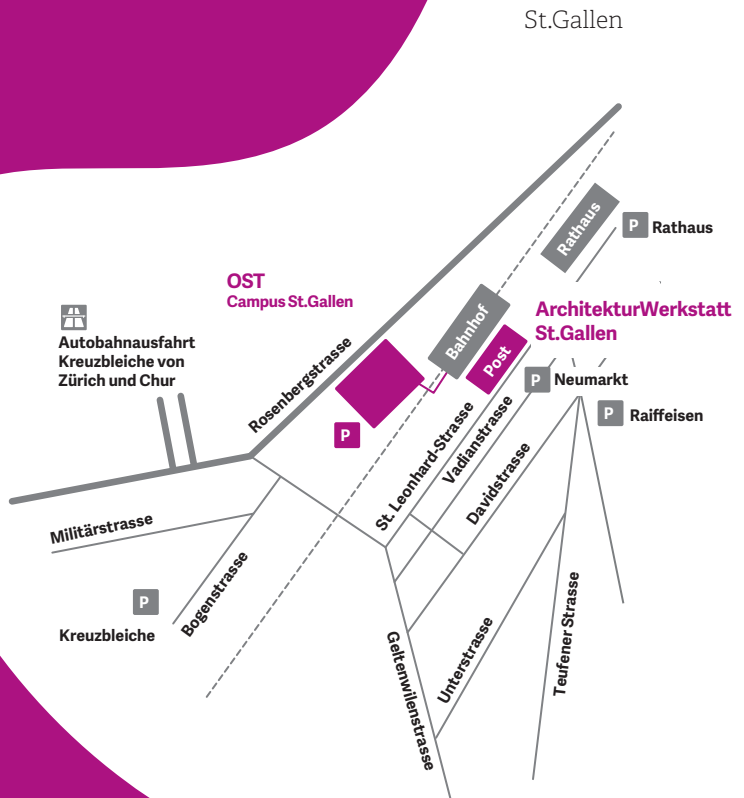 St.Gallen
Rathaus
P
Rathaus
OST
Campus St.Gallen
ArchitekturWerkstatt
St.Gallen
Bahnhof
Post
Autobahnausfahrt
Kreuzbleiche von
Zürich und Chur
Rosenbergstrasse
P
Neumarkt
P
Raiffeisen
P
St. Leonhard-Strasse
Vadianstrasse
Davidstrasse
Militärstrasse
Bogenstrasse
P
Kreuzbleiche
Geltenwilenstrasse
Unterstrasse
Teufener Strasse